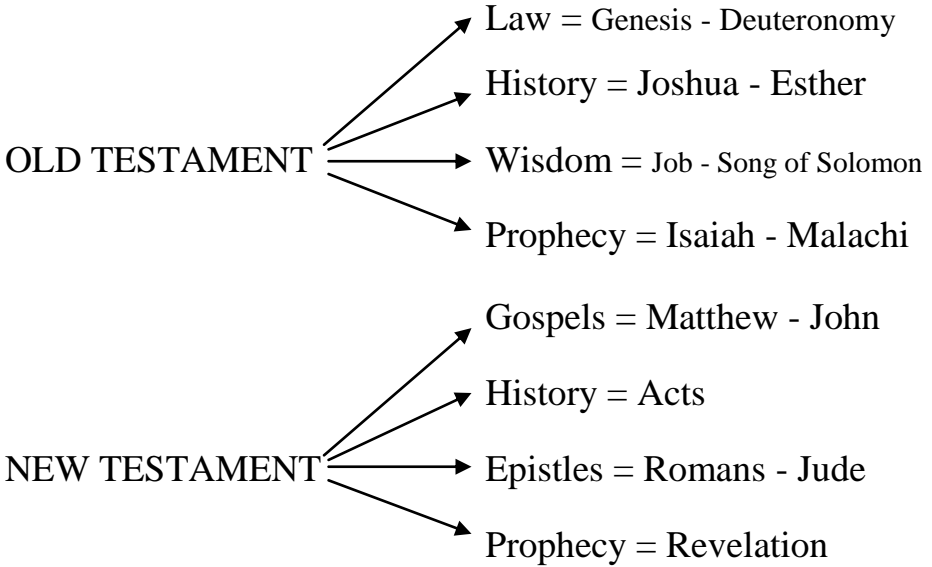 Law = Genesis - Deuteronomy
History = Joshua - Esther
OLD TESTAMENT
Wisdom = Job - Song of Solomon
Prophecy = Isaiah - Malachi
Gospels = Matthew - John
History = Acts
NEW TESTAMENT
Epistles = Romans - Jude
Prophecy = Revelation